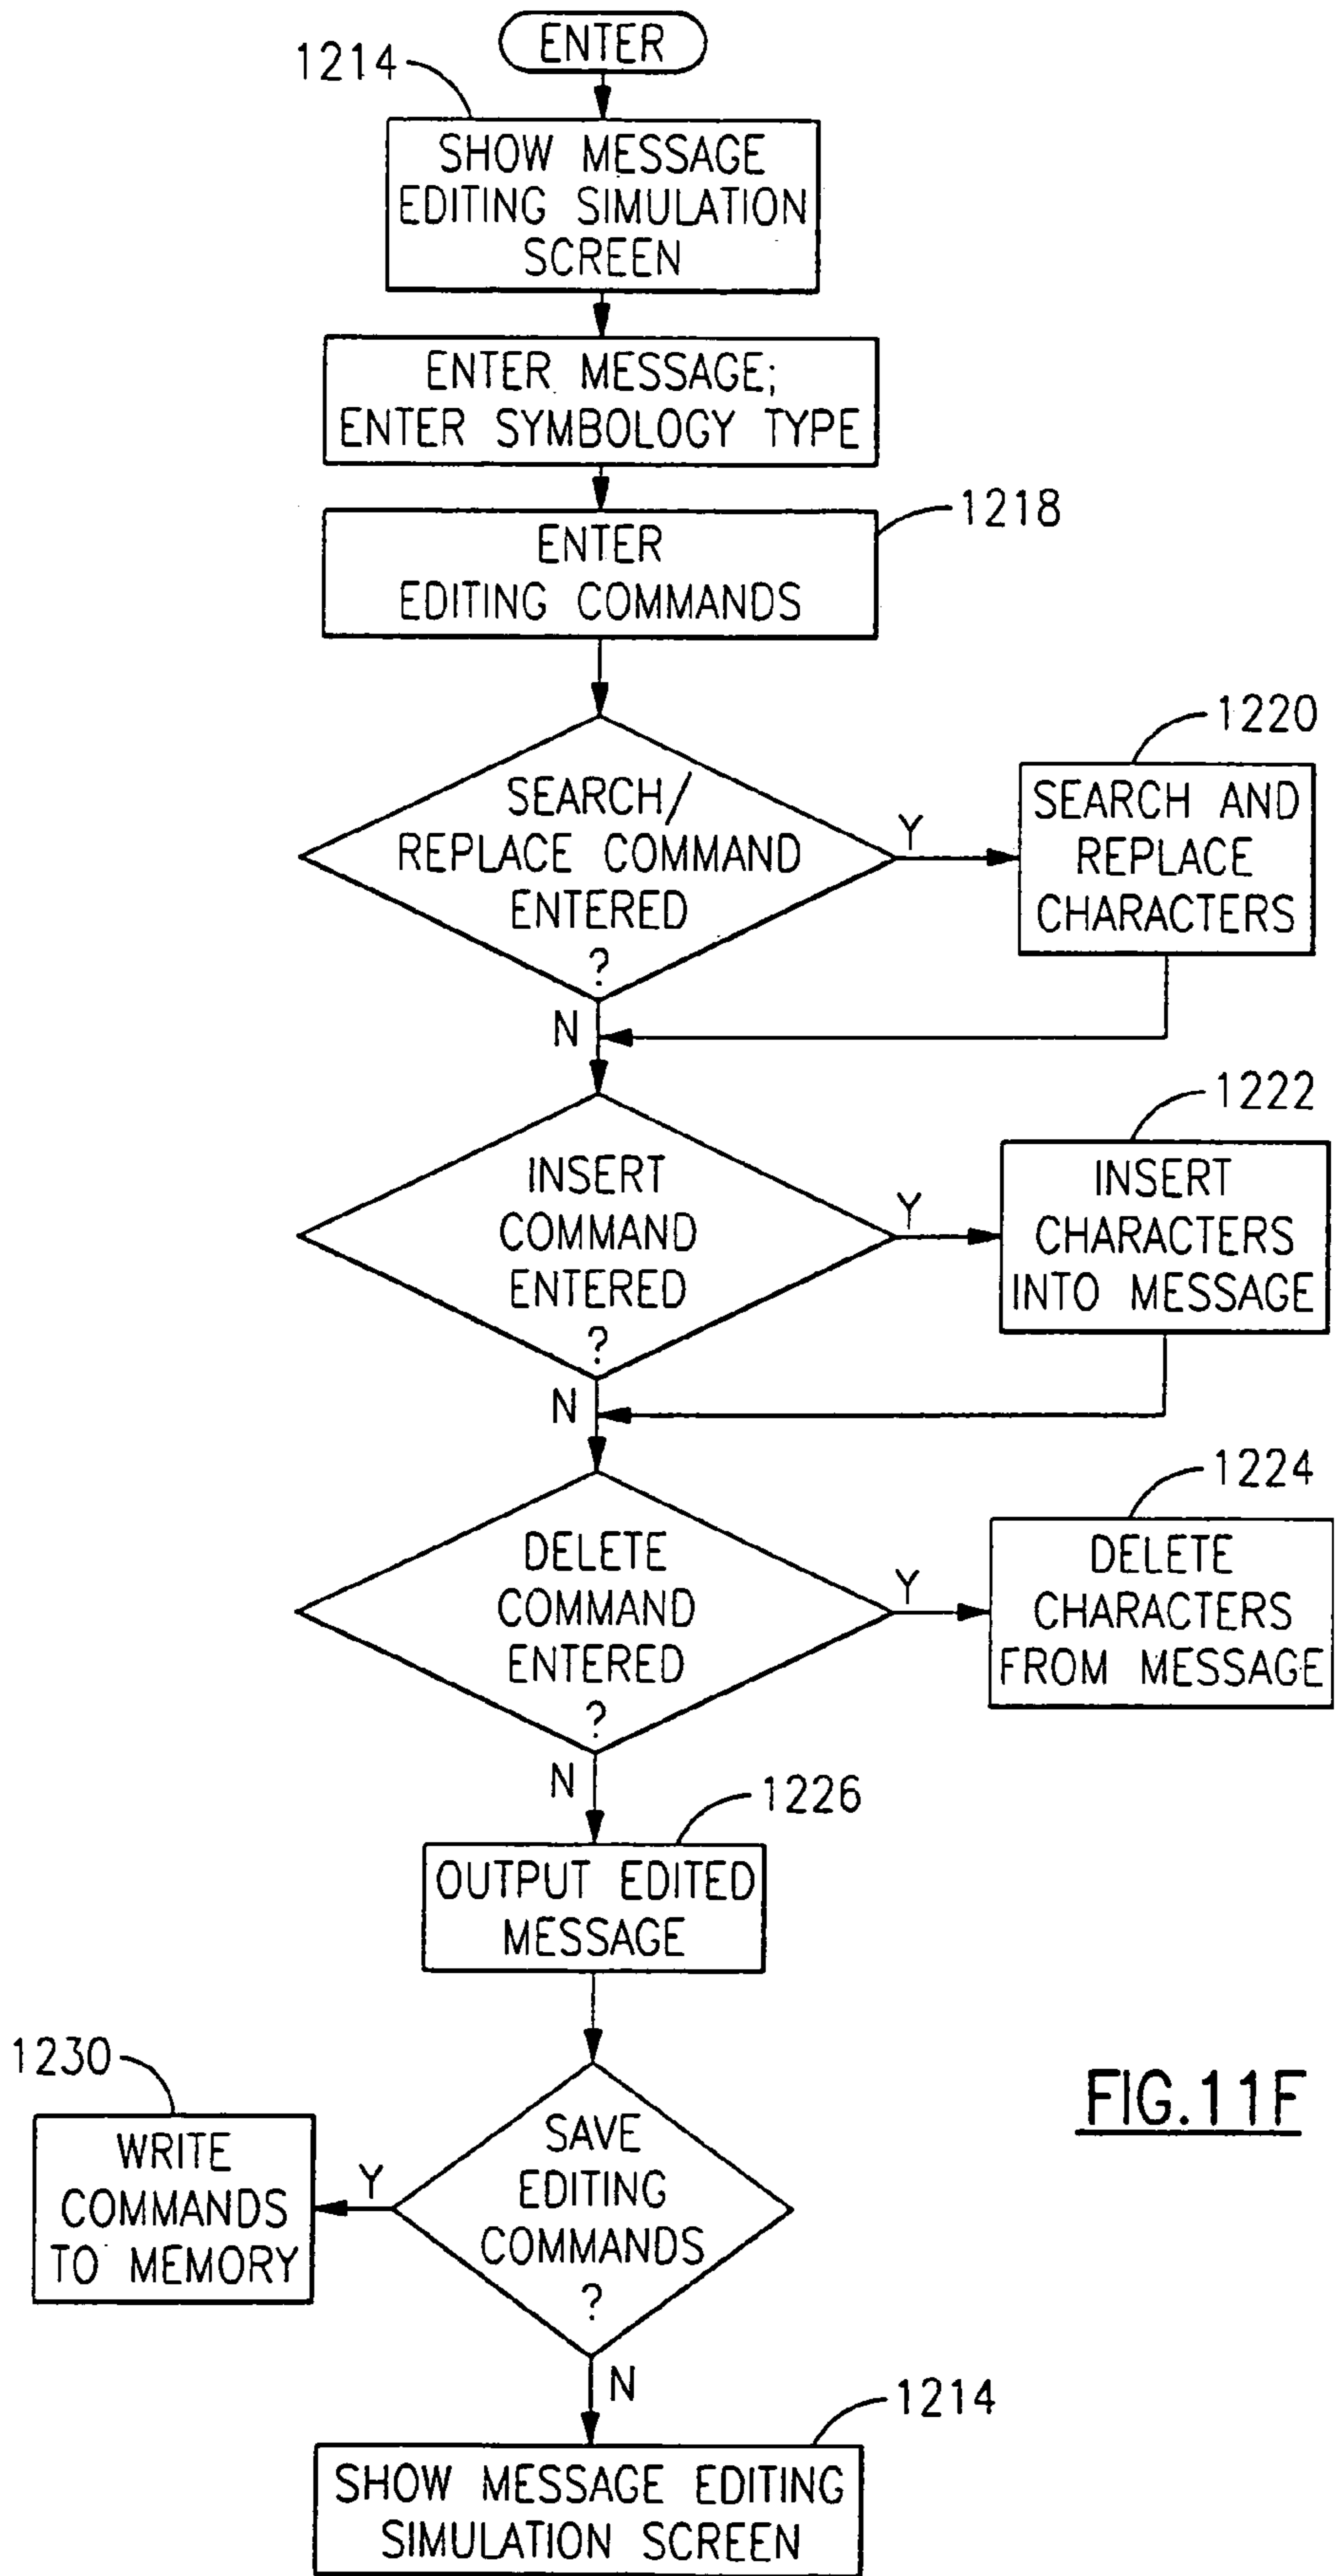 ENTER
1214
SHOW MESSAGE
EDITING SIMULATION
SCREEN
ENTER MESSAGE;
ENTER SYMBOLOGY TYPE
1218
ENTER
EDITING COMMANDS
SEARCH/
REPLACE COMMAND
ENTERED
?
Y
1220
SEARCH AND
REPLACE
CHARACTERS
N
INSERT
COMMAND
ENTERED
?
Y
1222
INSERT
CHARACTERS
INTO MESSAGE
N
DELETE
COMMAND
ENTERED
?
Y
1224
DELETE
CHARACTERS
FROM MESSAGE
N
1226
OUTPUT EDITED
MESSAGE
SAVE
EDITING
COMMANDS
?
Y
1230
WRITE
COMMANDS
TO MEMORY
N
1214
SHOW MESSAGE EDITING
SIMULATION SCREEN
FIG.11F